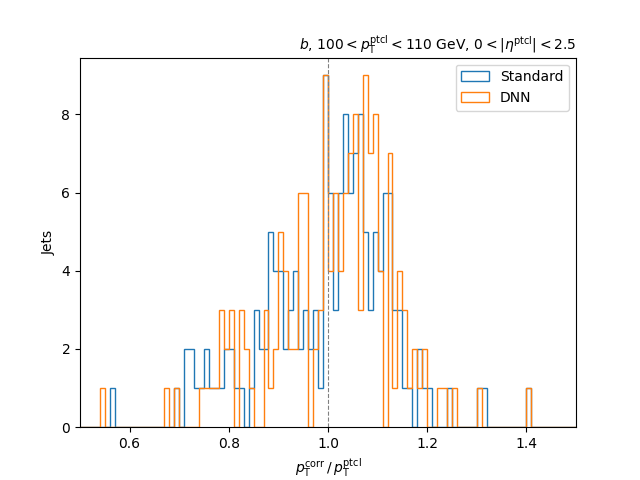 b, 100 < p_T^ptcl < 110 GeV, 0 < |η^ptcl| < 2.5
Standard
DNN
Jets
8
6
4
2
0
0.6 0.8 1.0 1.2 1.4
p_T^corr / p_T^ptcl